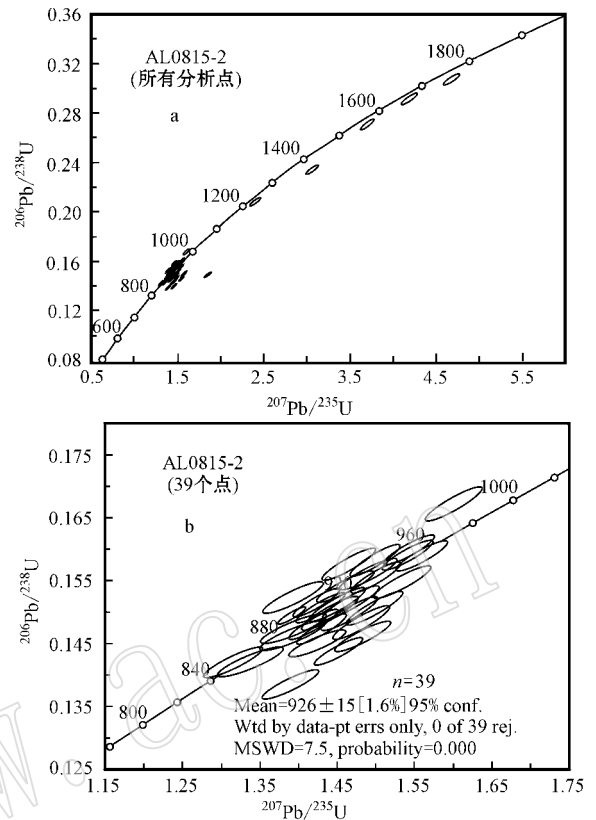 0.36
0.32
0.28
0.24
0.20
0.16
0.12
0.08
²⁰⁶Pb/²³⁸U
AL0815-2
(所有分析点)
a
600
800
1000
1200
1400
1600
1800
0.5 1.5 2.5 3.5 4.5 5.5
²⁰⁷Pb/²³⁵U
0.175
0.165
0.155
0.145
0.135
0.125
²⁰⁶Pb/²³⁸U
AL0815-2
(39个点)
b
800
840
880
960
1000
n=39
Mean=926±15[1.6%]95% conf.
Wtd by data-pt errs only, 0 of 39 rej.
MSWD=7.5, probability=0.000
1.15 1.25 1.35 1.45 1.55 1.65 1.75
²⁰⁷Pb/²³⁵U